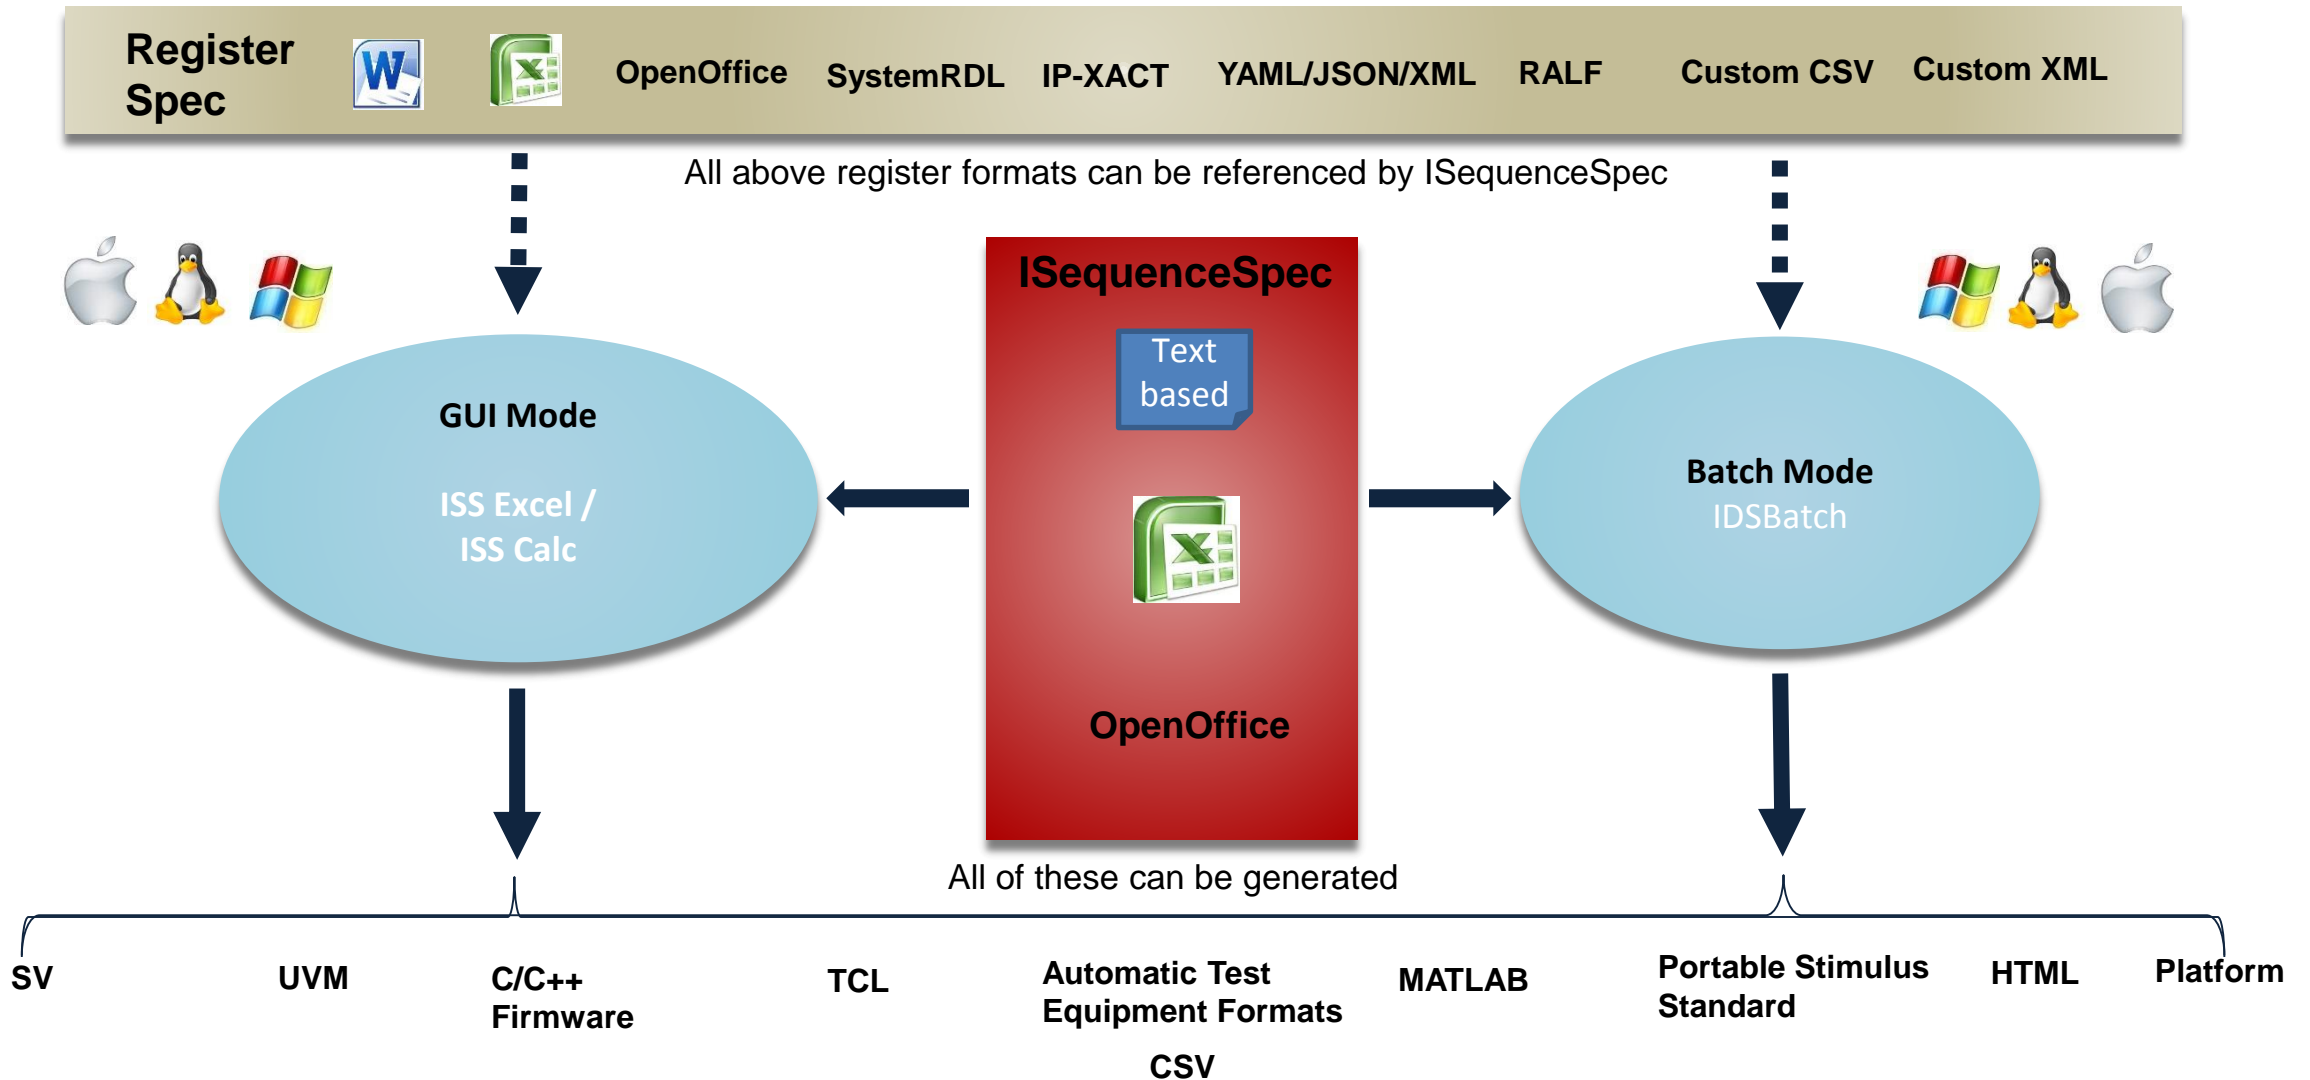 Register
Spec
W
X
OpenOffice
SystemRDL
IP-XACT
YAML/JSON/XML
RALF
Custom CSV
Custom XML
All above register formats can be referenced by ISequenceSpec
ISequenceSpec
Text
based
X
OpenOffice
GUI Mode
ISS Excel /
ISS Calc
Batch Mode
IDSBatch
All of these can be generated
SV
UVM
C/C++
Firmware
TCL
Automatic Test
Equipment Formats
CSV
MATLAB
Portable Stimulus
Standard
HTML
Platform